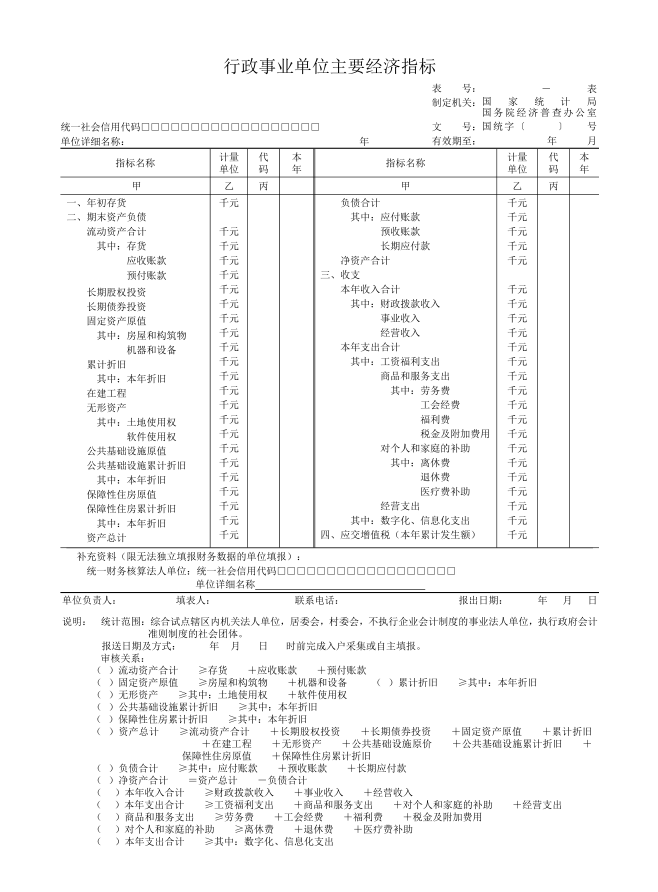 行政事业单位主要经济指标
表 号： － 表
制定机关：国 家 统 计 局
国务院经济普查办公室
统一社会信用代码□□□□□□□□□□□□□□□□□□ 文 号：国统字〔 〕 号
单位详细名称： 年 有效期至： 年 月
指标名称 计量单位 代码 本年 指标名称 计量单位 代码 本年
甲 乙 丙 甲 乙 丙
一、年初存货 千元 负债合计 千元
二、期末资产负债 其中：应付账款 千元
流动资产合计 千元 预收账款 千元
其中：存货 千元 长期应付款 千元
应收账款 千元 净资产合计 千元
预付账款 千元 三、收支
长期股权投资 千元 本年收入合计 千元
长期债券投资 千元 其中：财政拨款收入 千元
固定资产原值 千元 事业收入 千元
其中：房屋和构筑物 千元 经营收入 千元
机器和设备 千元 本年支出合计 千元
累计折旧 千元 其中：工资福利支出 千元
其中：本年折旧 千元 商品和服务支出 千元
在建工程 千元 其中：劳务费 千元
无形资产 千元 工会经费 千元
其中：土地使用权 千元 福利费 千元
软件使用权 千元 税金及附加费用 千元
公共基础设施原值 千元 对个人和家庭的补助 千元
公共基础设施累计折旧 千元 其中：离休费 千元
其中：本年折旧 千元 退休费 千元
保障性住房原值 千元 医疗费补助 千元
保障性住房累计折旧 千元 经营支出 千元
其中：本年折旧 千元 其中：数字化、信息化支出 千元
资产总计 千元 四、应交增值税（本年累计发生额） 千元
补充资料（限无法独立填报财务数据的单位填报）：
统一财务核算法人单位：统一社会信用代码□□□□□□□□□□□□□□□□□□
单位详细名称
单位负责人： 填表人： 联系电话： 报出日期： 年 月 日
说明： 统计范围：综合试点辖区内机关法人单位，居委会，村委会，不执行企业会计制度的事业法人单位，执行政府会计
准则制度的社会团体。
报送日期及方式： 年 月 日 时前完成入户采集或自主填报。
审核关系：
（ ）流动资产合计 ≥存货 ＋应收账款 ＋预付账款
（ ）固定资产原值 ≥房屋和构筑物 ＋机器和设备 （ ）累计折旧 ≥其中：本年折旧
（ ）无形资产 ≥其中：土地使用权 ＋软件使用权
（ ）公共基础设施累计折旧 ≥其中：本年折旧
（ ）保障性住房累计折旧 ≥其中：本年折旧
（ ）资产总计 ≥流动资产合计 ＋长期股权投资 ＋长期债券投资 ＋固定资产原值 ＋累计折旧
＋在建工程 ＋无形资产 ＋公共基础设施原价 ＋公共基础设施累计折旧 ＋
保障性住房原值 ＋保障性住房累计折旧
（ ）负债合计 ≥其中：应付账款 ＋预收账款 ＋长期应付款
（ ）净资产合计 ＝资产总计 －负债合计
（ ）本年收入合计 ≥财政拨款收入 ＋事业收入 ＋经营收入
（ ）本年支出合计 ≥工资福利支出 ＋商品和服务支出 ＋对个人和家庭的补助 ＋经营支出
（ ）商品和服务支出 ≥劳务费 ＋工会经费 ＋福利费 ＋税金及附加费用
（ ）对个人和家庭的补助 ≥离休费 ＋退休费 ＋医疗费补助
（ ）本年支出合计 ≥其中：数字化、信息化支出